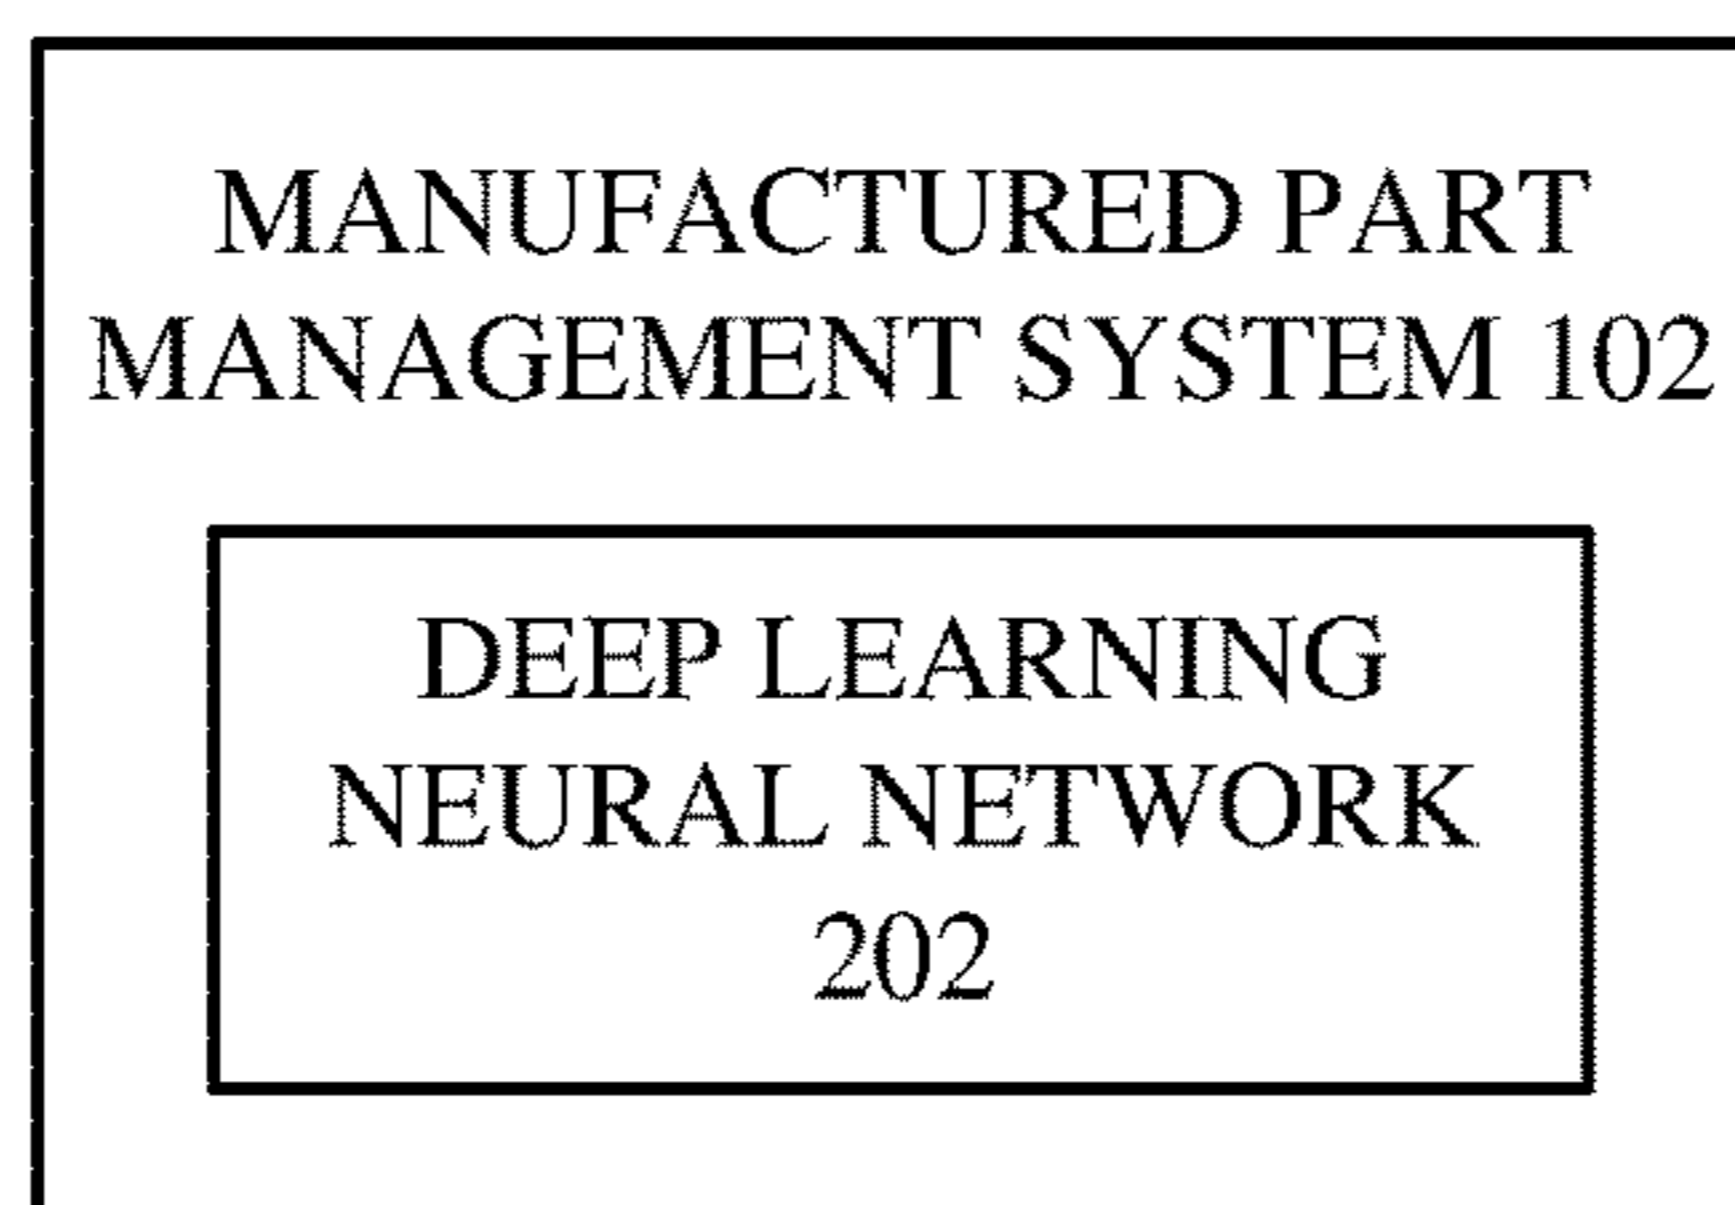 MANUFACTURED PART
MANAGEMENT SYSTEM 102
DEEP LEARNING
NEURAL NETWORK
202